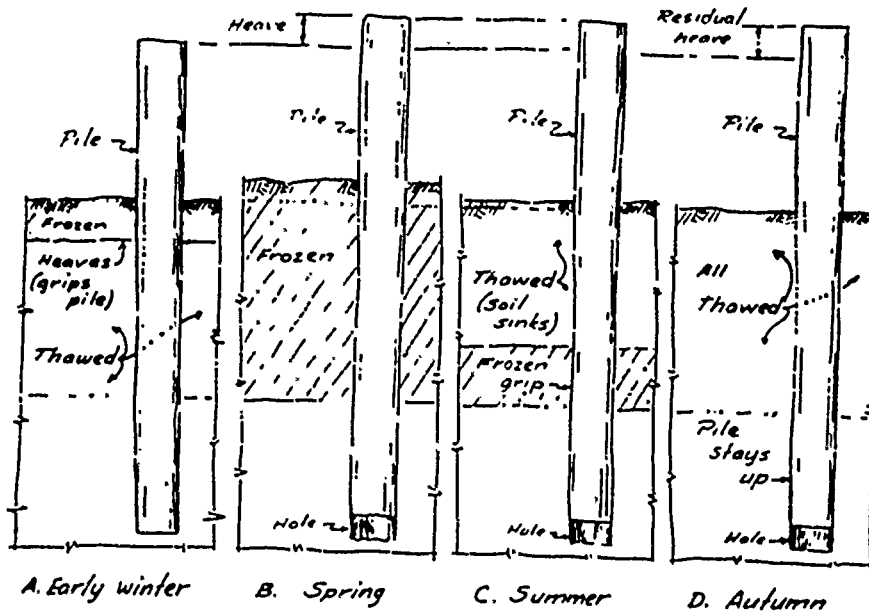 Heave
Residual
Heave
Pile
Frozen
Heaves
(grips
pile)
Thawed
A. Early winter
Pile
Frozen
Hole
B. Spring
Pile
Thawed
(soil
sinks)
Frozen
grip
Hole
C. Summer
Pile
All
Thawed
Pile
stays
up
Hole
D. Autumn